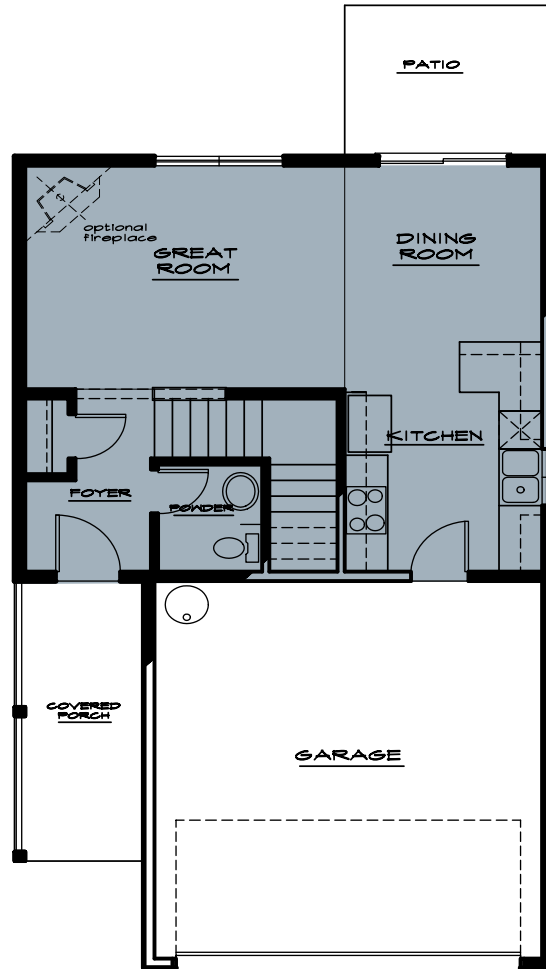 PATIO
optional
fireplace
GREAT
ROOM
DINING
ROOM
KITCHEN
FOYER
POWDER
COVERED
PORCH
GARAGE